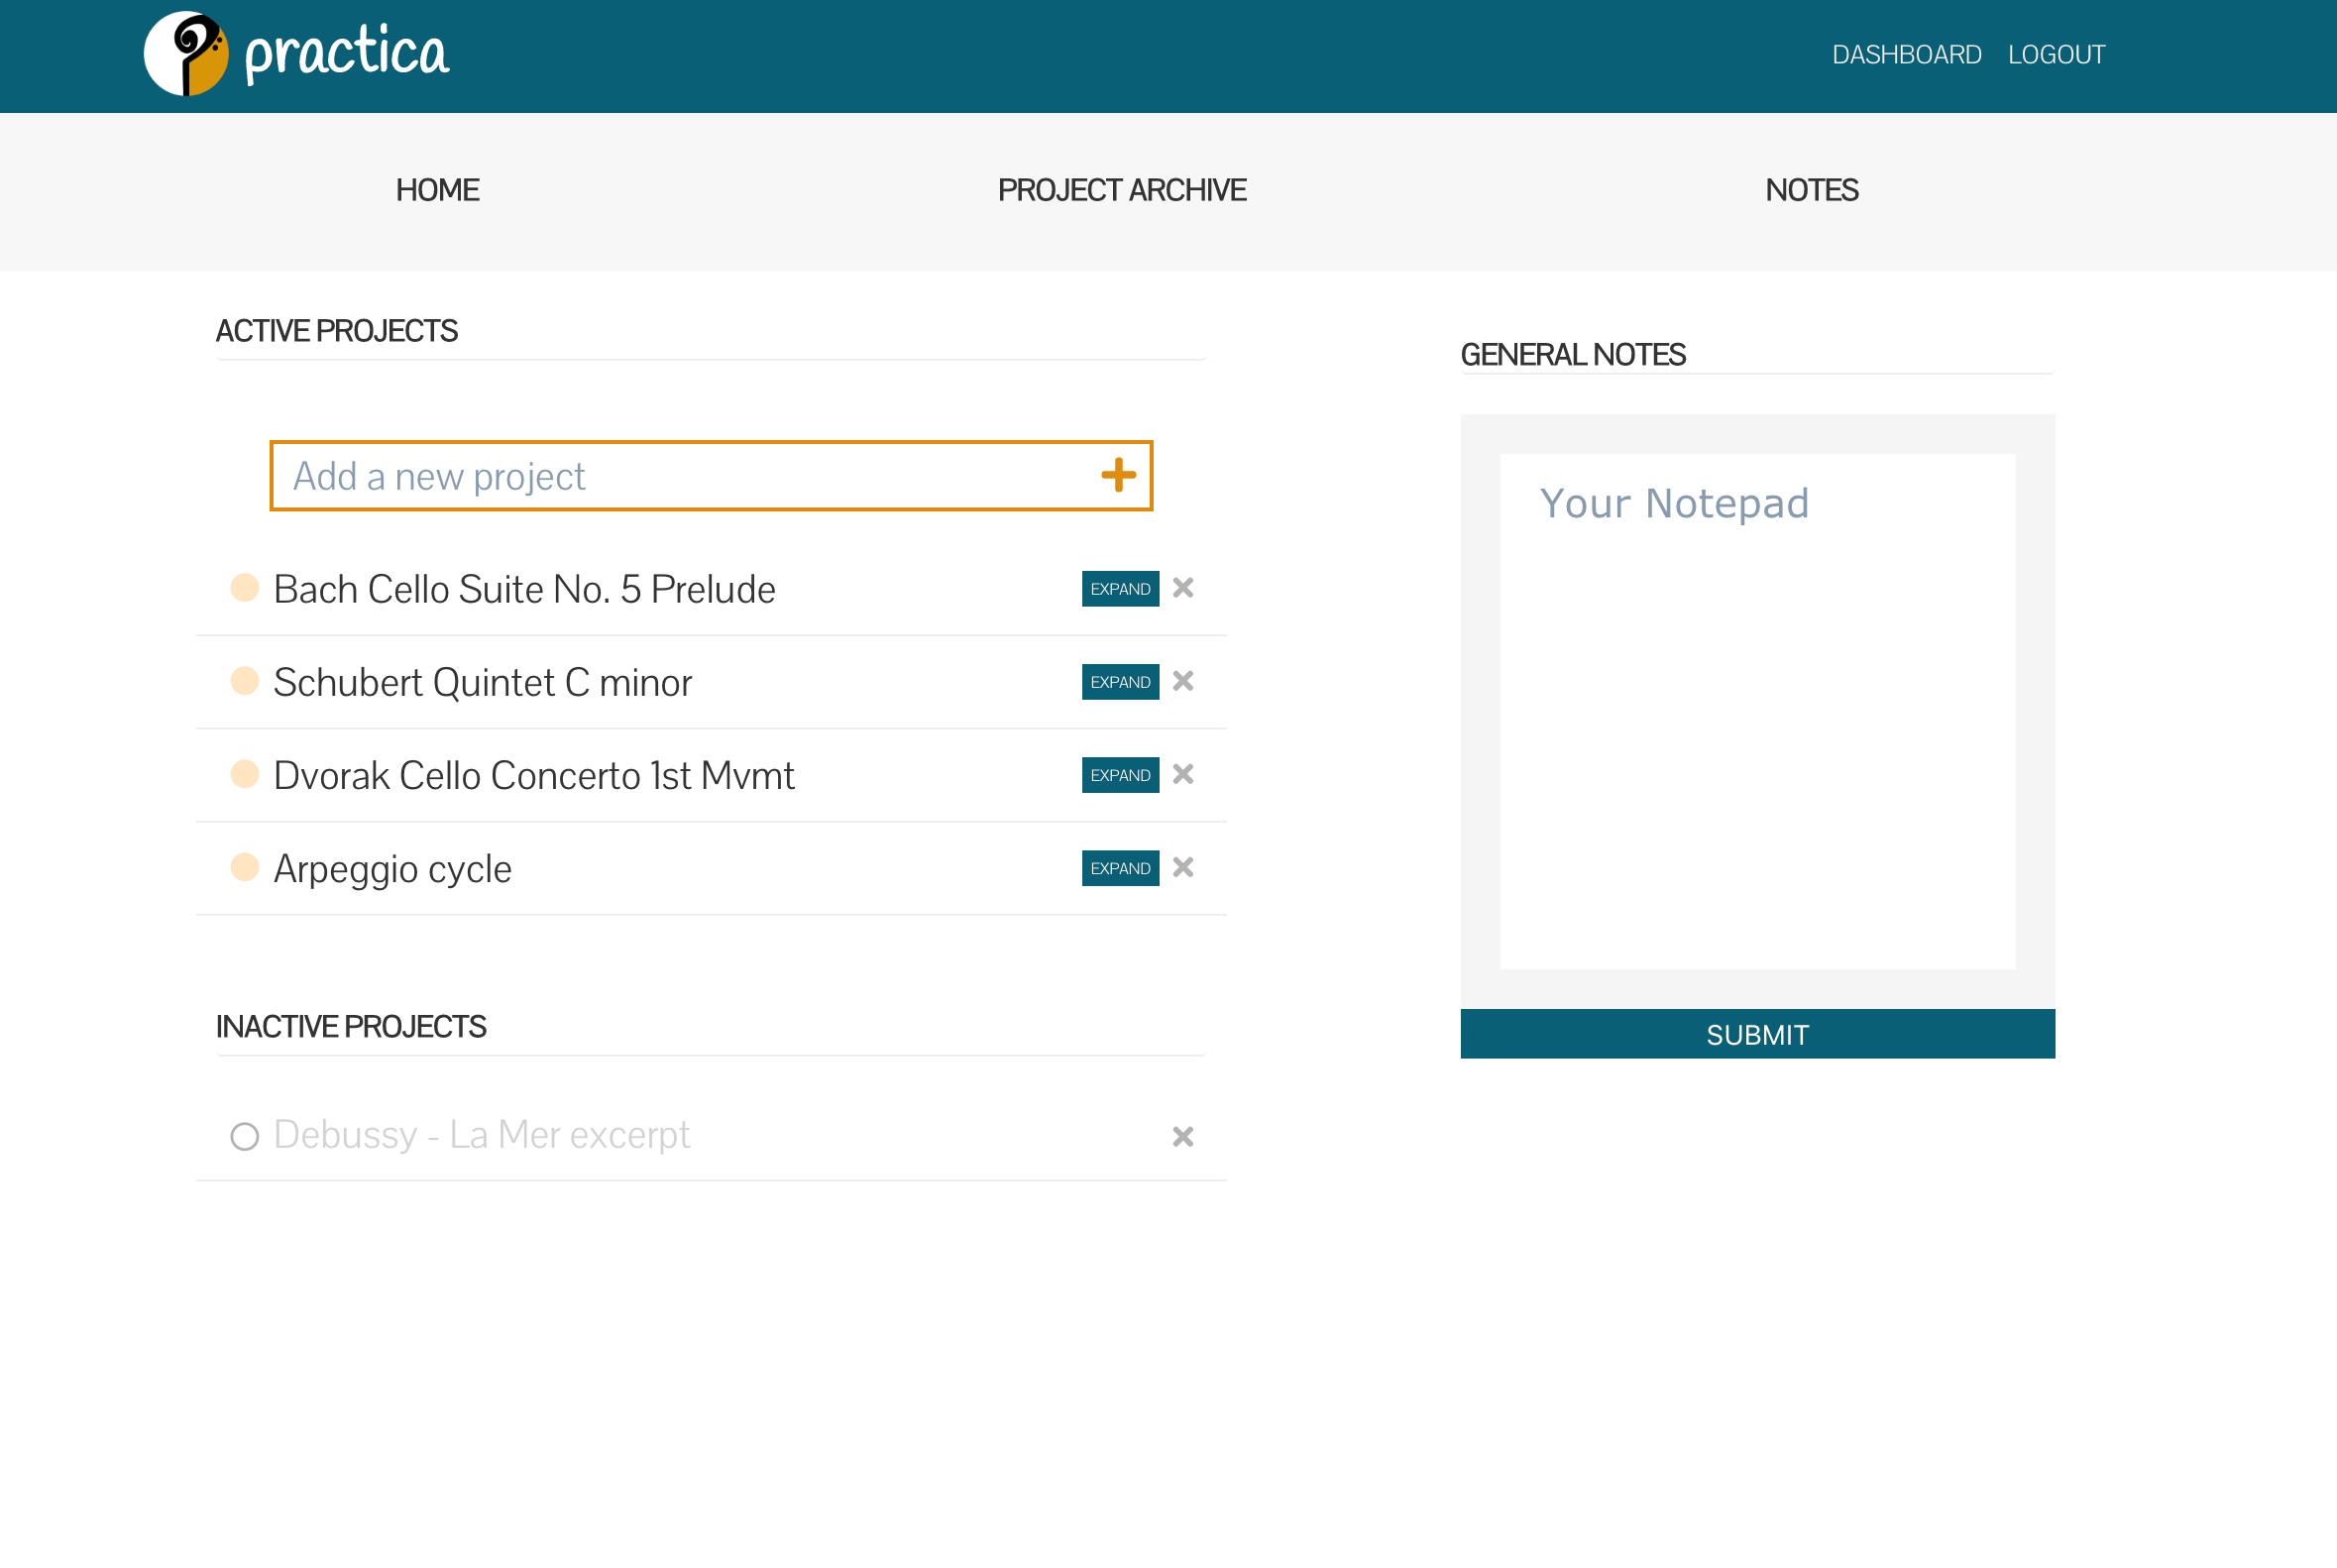 practica
DASHBOARD LOGOUT
HOME PROJECT ARCHIVE NOTES
ACTIVE PROJECTS
Add a new project
Bach Cello Suite No. 5 Prelude EXPAND
Schubert Quintet C minor EXPAND
Dvorak Cello Concerto 1st Mvmt EXPAND
Arpeggio cycle EXPAND
INACTIVE PROJECTS
Debussy - La Mer excerpt
GENERAL NOTES
Your Notepad
SUBMIT